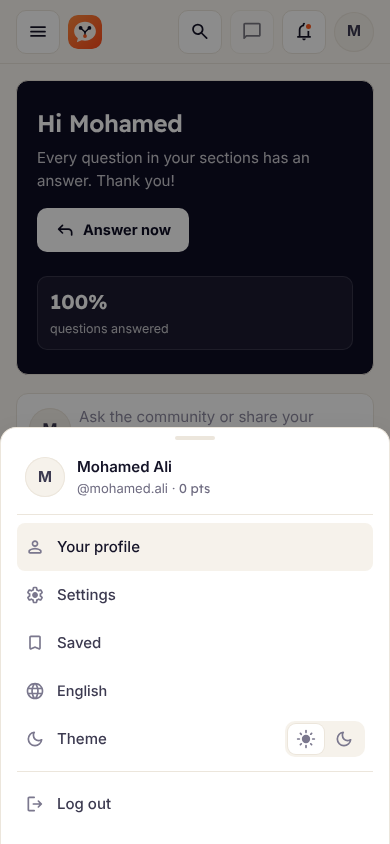 M
Hi Mohamed
Every question in your sections has an
answer. Thank you!
Answer now
100%
questions answered
Ask the community or share your
M
Mohamed Ali
@mohamed.ali · 0 pts
Your profile
Settings
Saved
English
Theme
Log out